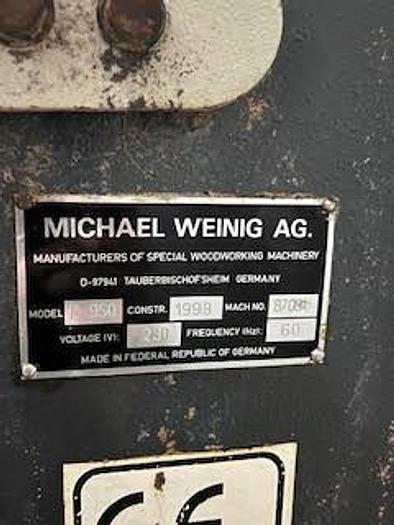 MICHAEL WEINIG AG.
MANUFACTURERS OF SPECIAL WOODWORKING MACHINERY
D-97941 TAUBERBISCHOFSHEIM GERMANY
MODEL 950 CONSTR. 1998 MACH NO.
VOLTAGE (V): 230 FREQUENCY (Hz): 60
MADE IN FEDERAL REPUBLIC OF GERMANY
CE